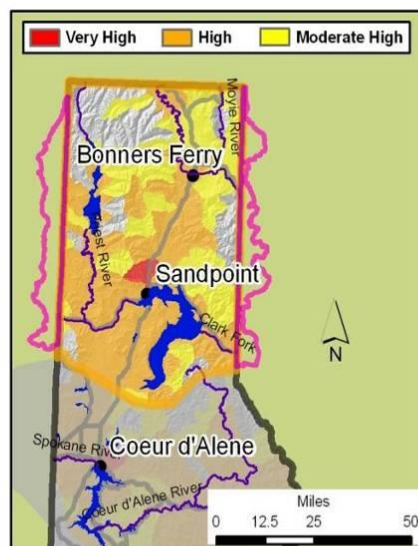 Very High High Moderate High
Moyie River
Bonners Ferry
Priest River
Sandpoint
Clark Fork
N
Spokane River
Coeur d'Alene
Coeur d'Alene River
Miles
0 12.5 25 50